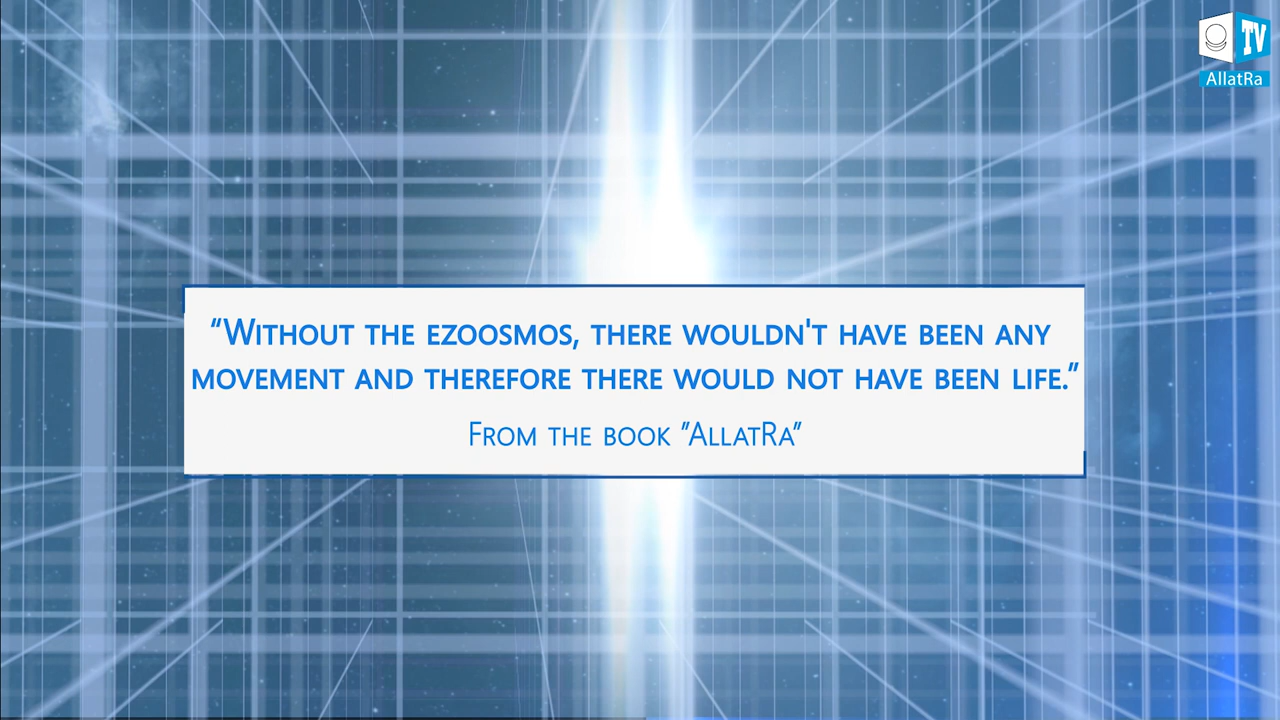 TV
AllatRa
“Without the ezoosmos, there wouldn't have been any
movement and therefore there would not have been life.”
From the book “AllatRa”